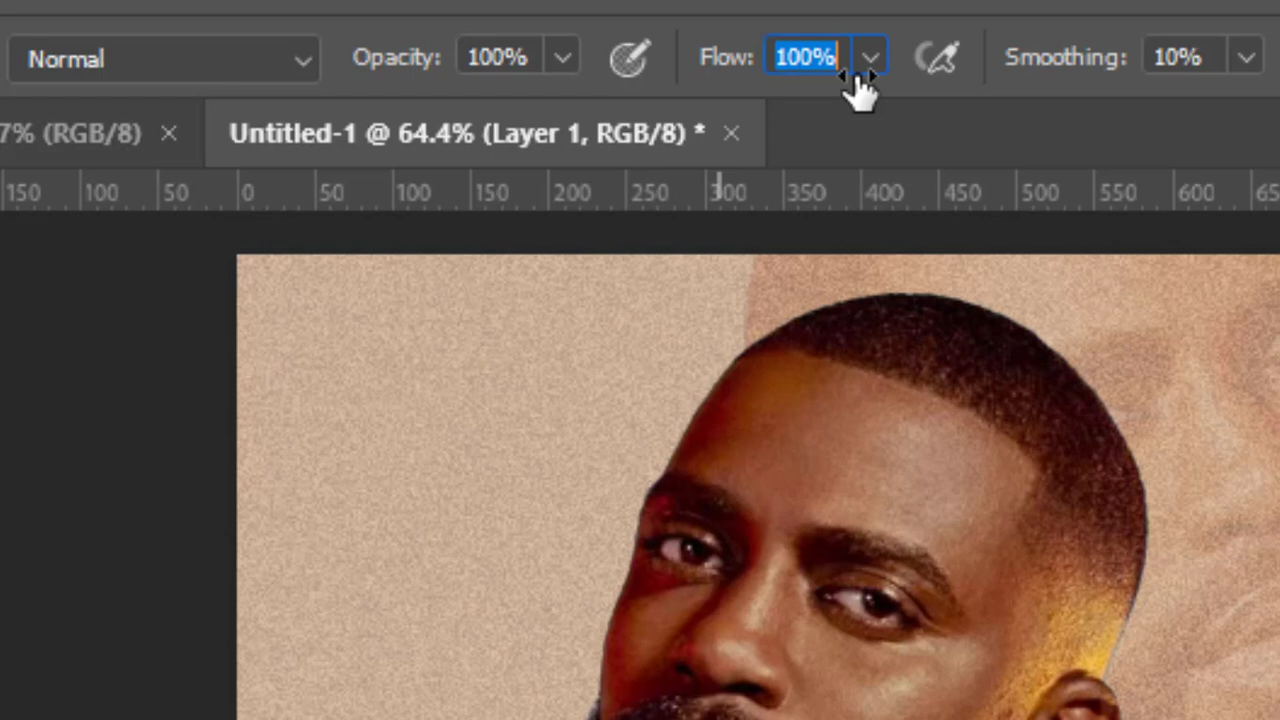 Normal Opacity: 100% Flow: 100% Smoothing: 10%
7% (RGB/8) × Untitled-1 @ 64.4% (Layer 1, RGB/8) * ×
150 100 50 0 50 100 150 200 250 300 350 400 450 500 550 600 65